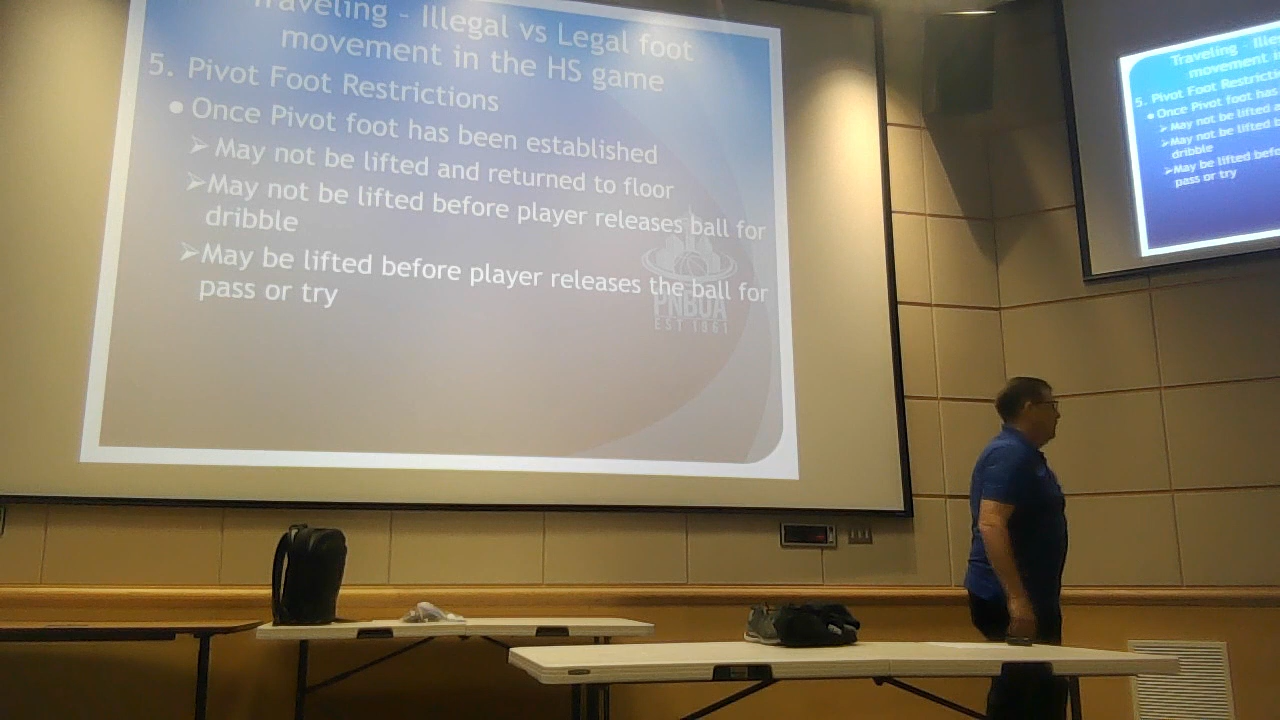 Traveling - Illegal vs Legal foot
movement in the HS game
5. Pivot Foot Restrictions
• Once Pivot foot has been established
➢ May not be lifted and returned to floor
➢ May not be lifted before player releases ball for
dribble
➢ May be lifted before player releases the ball for
pass or try
PNBOA
EST 1961
Traveling - Ille
movement i
5. Pivot Foot Restricti
• Once Pivot foot has
➢ May not be lifted a
➢ May not be lifted b
dribble
➢ May be lifted befo
pass or try